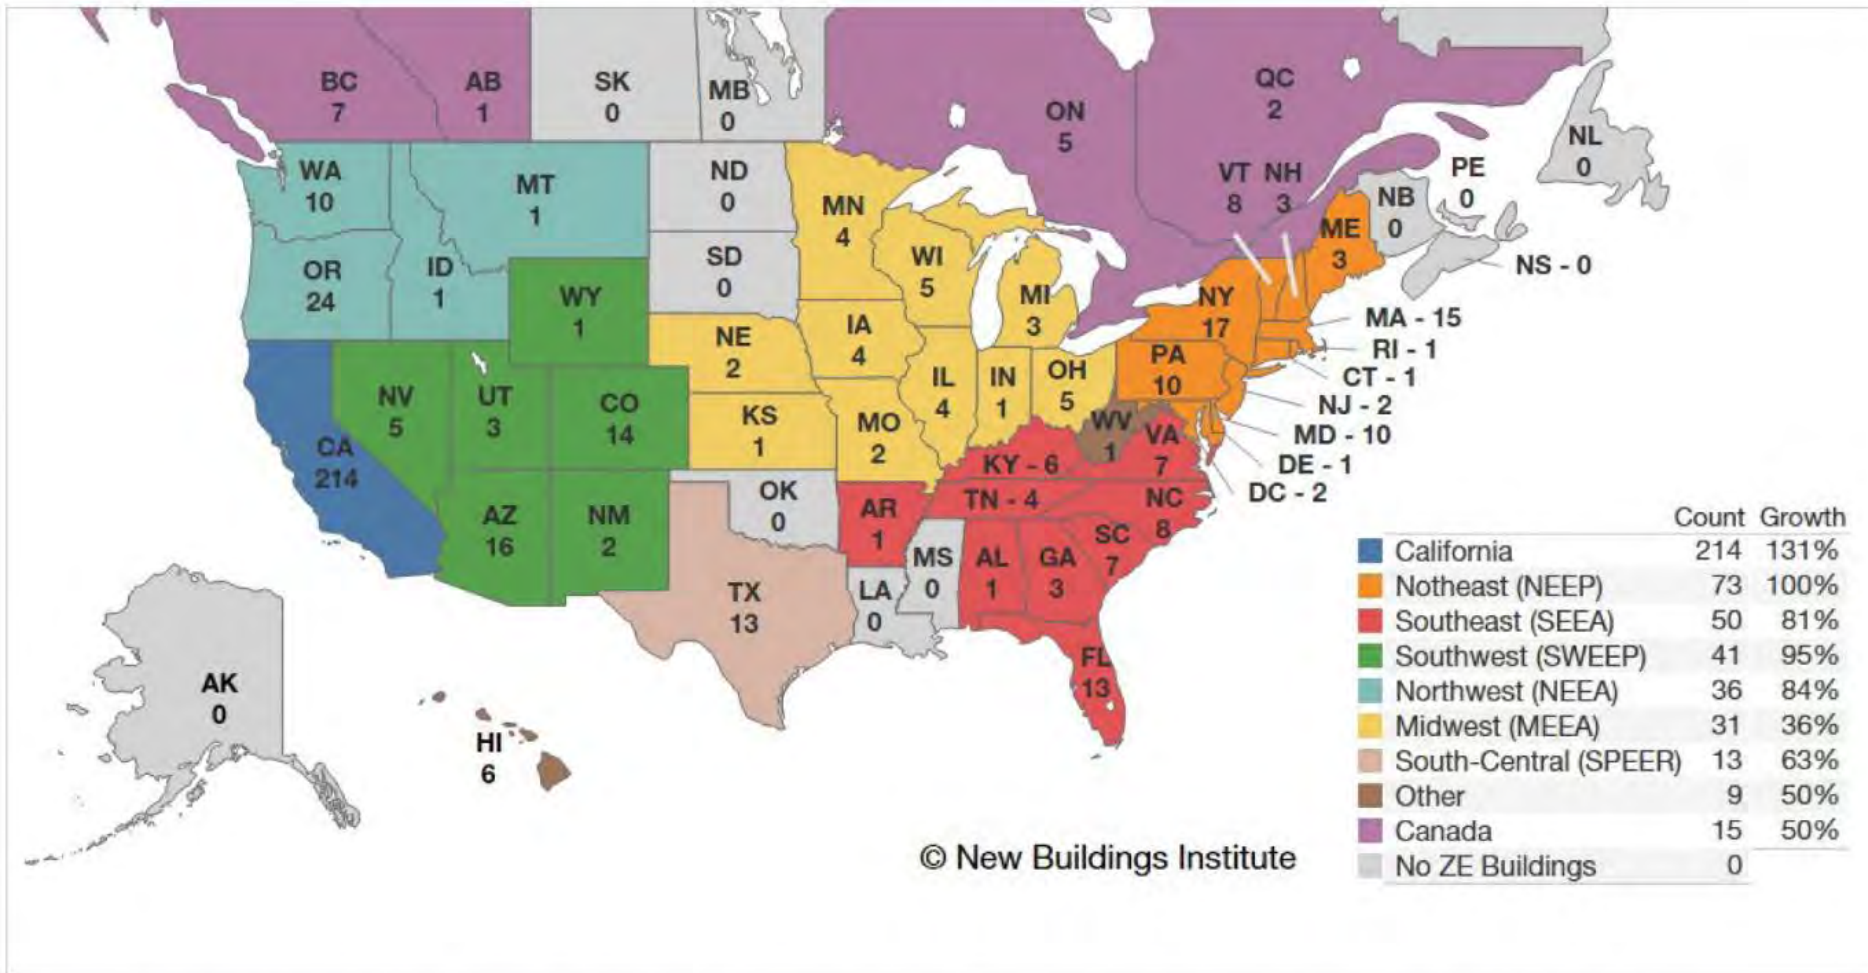 BC
7
AB
1
SK
0
MB
0
ON
5
QC
2
NL
0
PE
0
NB
0
NS - 0
WA
10
MT
1
ND
0
MN
4
VT
8
NH
3
ME
3
OR
24
ID
1
SD
0
WI
5
MI
3
NY
17
MA - 15
RI - 1
CT - 1
NJ - 2
MD - 10
DE - 1
DC - 2
WY
1
NE
2
IA
4
PA
10
CA
214
NV
5
UT
3
CO
14
KS
1
MO
2
IL
4
IN
1
OH
5
WV
1
VA
7
KY - 6
TN - 4
NC
8
AZ
16
NM
2
OK
0
AR
1
SC
7
TX
13
LA
0
MS
0
AL
1
GA
3
FL
13
AK
0
HI
6
Count Growth
California 214 131%
Notheast (NEEP) 73 100%
Southeast (SEEA) 50 81%
Southwest (SWEEP) 41 95%
Northwest (NEEA) 36 84%
Midwest (MEEA) 31 36%
South-Central (SPEER) 13 63%
Other 9 50%
Canada 15 50%
No ZE Buildings 0
© New Buildings Institute